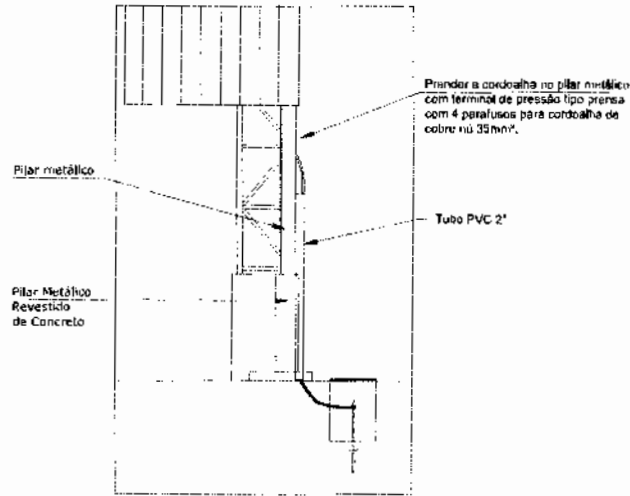 Prender a cordoalha no pilar metálico
com terminal de pressão tipo prensa
com 4 parafusos para cordoalha de
cobre nú 35mm².
Pilar metálico
Tubo PVC 2"
Pilar Metálico
Revestido
de Concreto